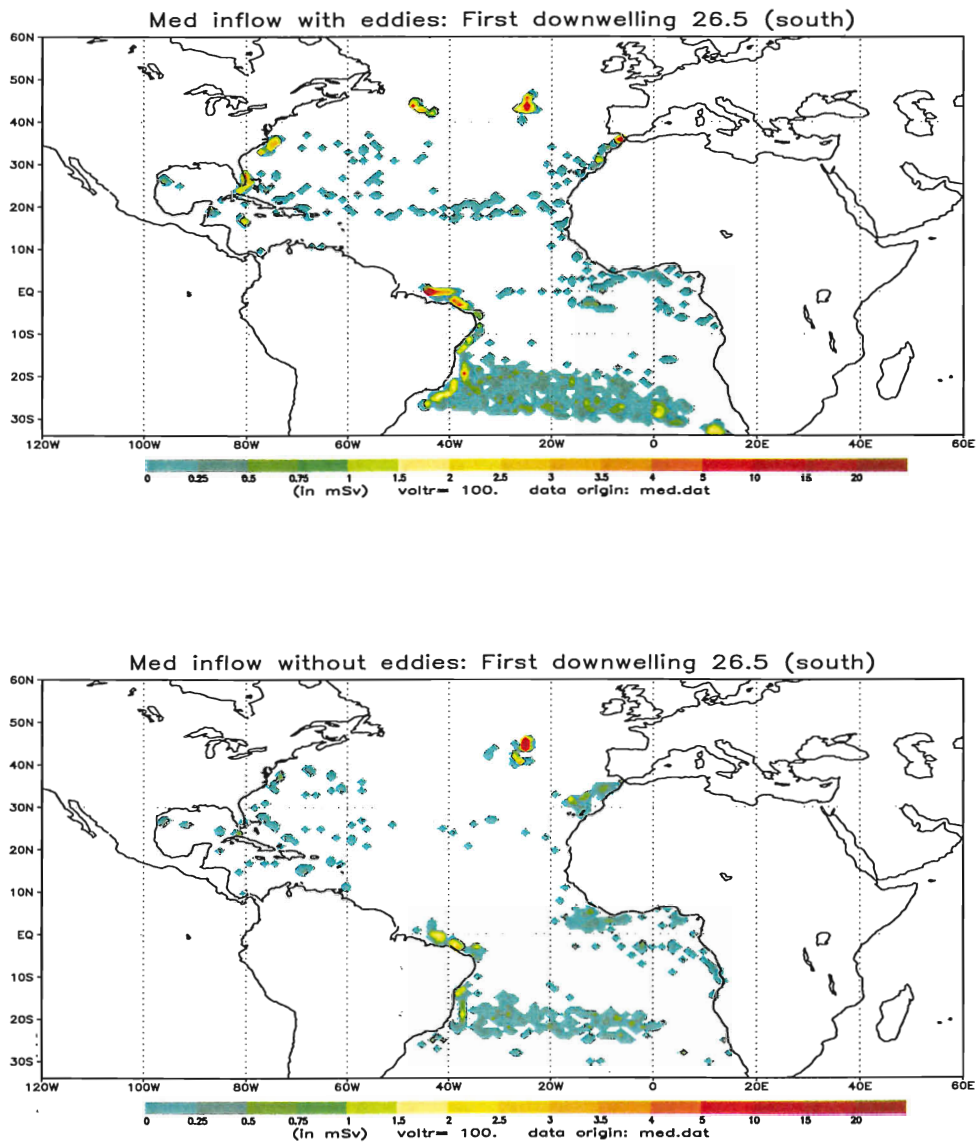 Med inflow with eddies: First downwelling 26.5 (south)
60N
50N
40N
30N
20N
10N
EQ
10S
20S
30S
120W 100W 80W 60W 40W 20W 0 20E 40E 60E
0 0.25 0.5 0.75 1 1.5 2 2.5 3 4 5 10 15 20
(in mSv) voltr= 100. data origin: med.dat
Med inflow without eddies: First downwelling 26.5 (south)
60N
50N
40N
30N
20N
10N
EQ
10S
20S
30S
120W 100W 80W 60W 40W 20W 0 20E 40E 60E
0 0.25 0.5 0.75 1 1.5 2 2.5 3 4 5 10 15 20
(in mSv) voltr= 100. data origin: med.dat